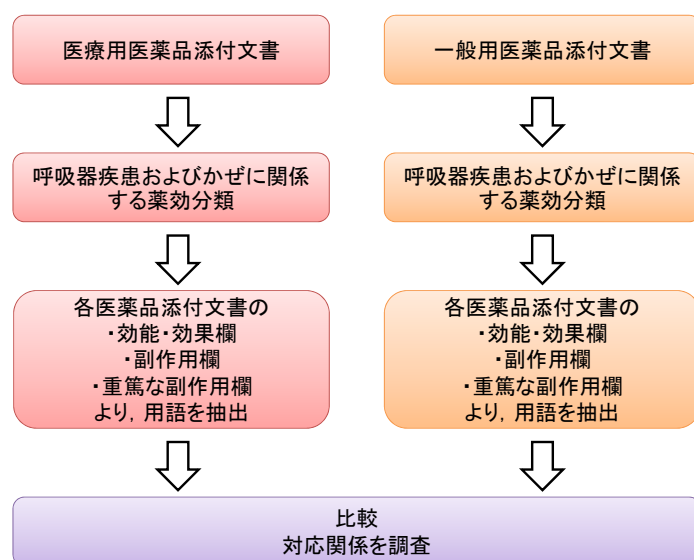 医療用医薬品添付文書
一般用医薬品添付文書
呼吸器疾患およびかぜに関係
する薬効分類
呼吸器疾患およびかぜに関係
する薬効分類
各医薬品添付文書の
・効能・効果欄
・副作用欄
・重篤な副作用欄
より, 用語を抽出
各医薬品添付文書の
・効能・効果欄
・副作用欄
・重篤な副作用欄
より, 用語を抽出
比較
対応関係を調査